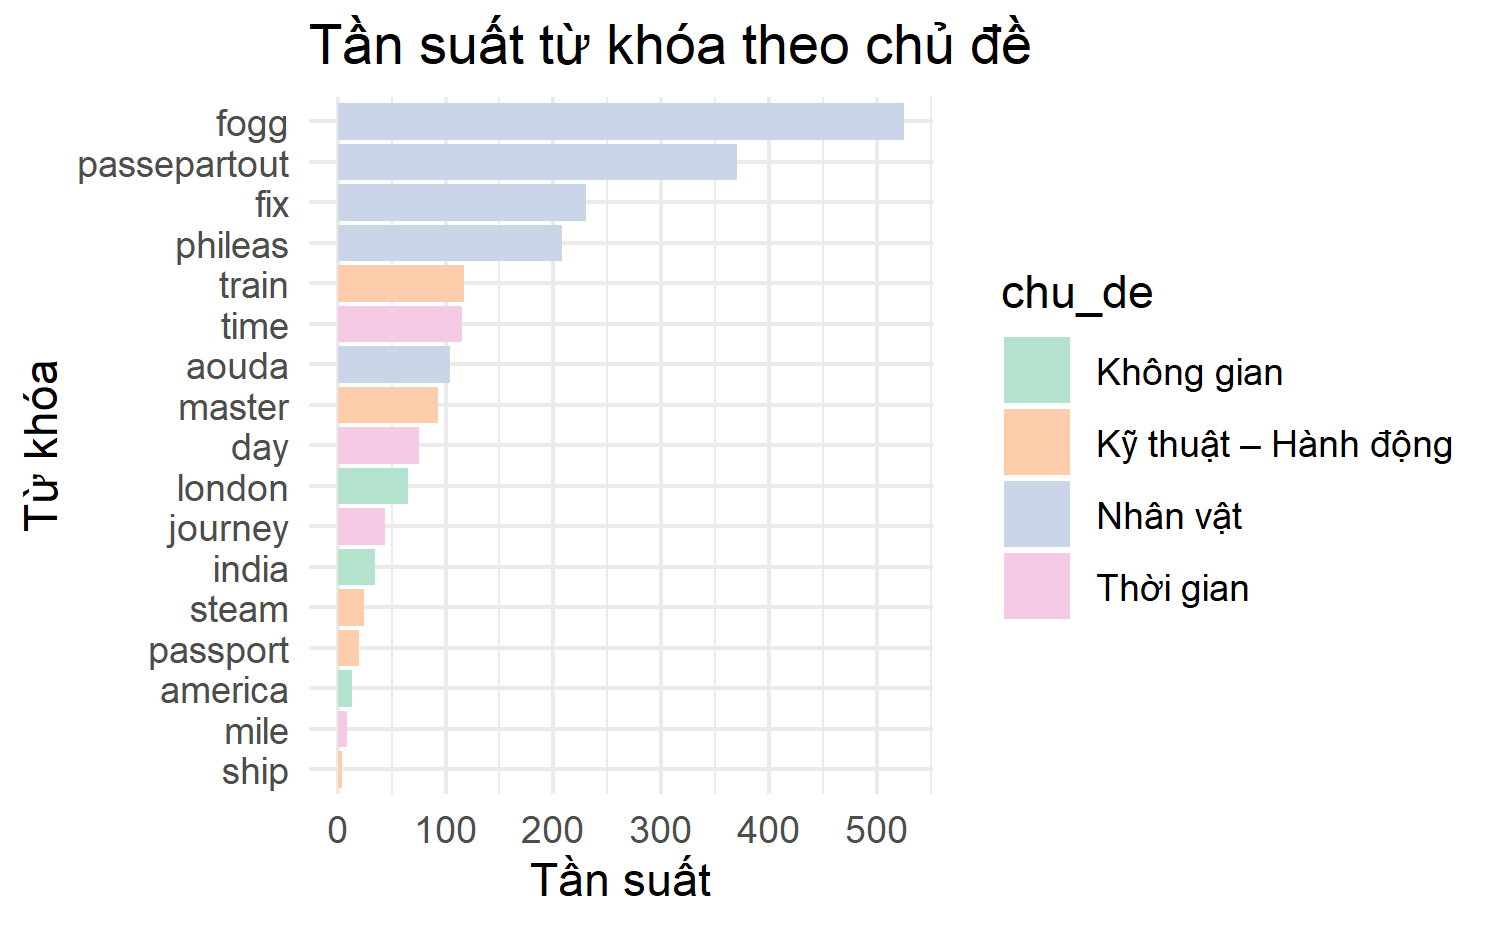 Tần suất từ khóa theo chủ đề
fogg
passepartout
fix
phileas
train
time
aouda
master
day
london
journey
india
steam
passport
america
mile
ship
Từ khóa
0 100 200 300 400 500
Tần suất
chu_de
Không gian
Kỹ thuật – Hành động
Nhân vật
Thời gian